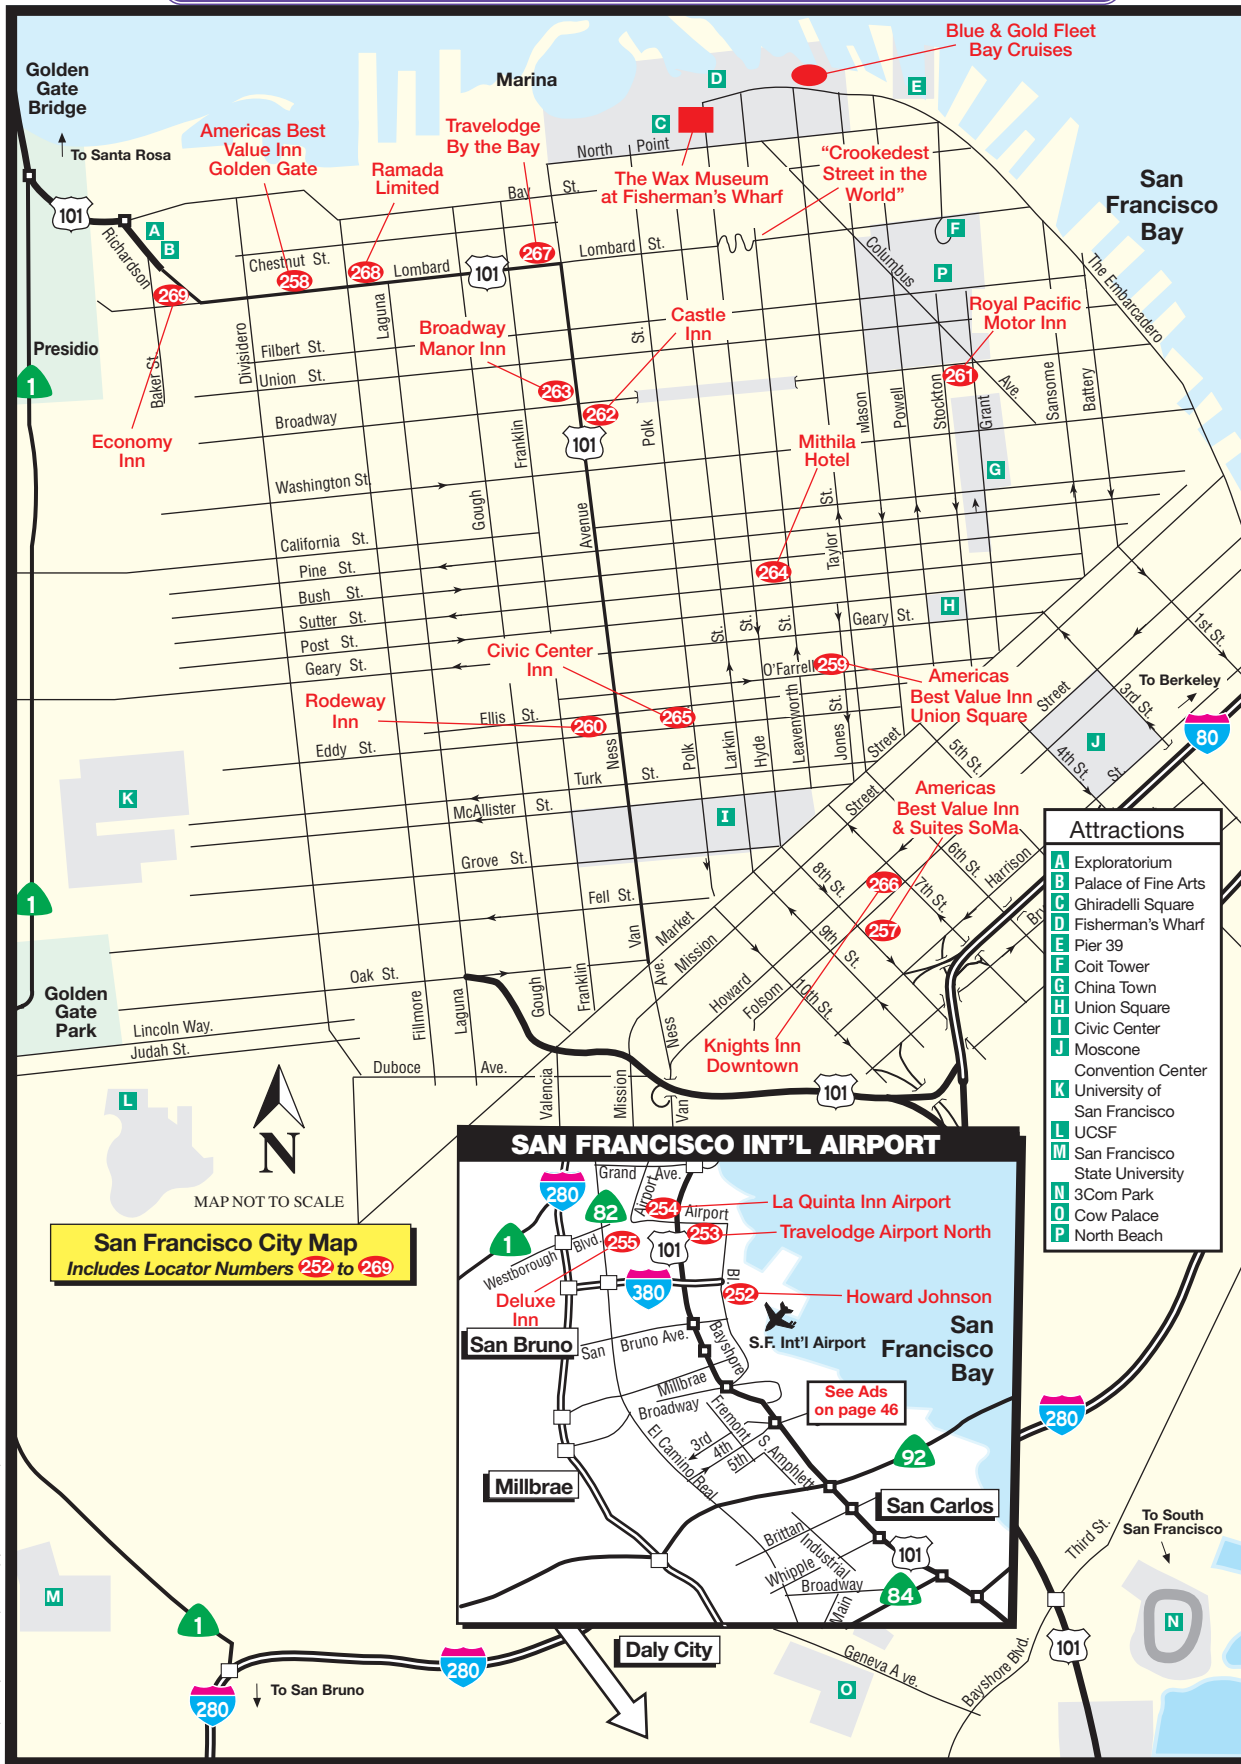 Blue & Gold Fleet
Bay Cruises
Golden
Gate
Bridge
Marina
D
E
To Santa Rosa
Americas Best
Value Inn
Golden Gate
Travelodge
By the Bay
C
North Point
St.
"Crookedest
Street in the
World"
Ramada
Limited
The Wax Museum
at Fisherman's Wharf
Bay
San
Francisco
Bay
101
A
B
Richardson
Chestnut St.
258
268
Lombard
101
267
Lombard St.
Columbus
Ave.
F
P
The Embarcadero
269
Laguna
Royal Pacific
Motor Inn
Castle
Inn
Broadway
Manor Inn
St.
Presidio
1
Divisidero
Filbert St.
Union St.
Baker St.
263
262
261
Broadway
Franklin
101
Polk
Mason
Powell
Stockton
Grant
Sansome
Battery
Economy
Inn
Mithila
Hotel
G
Washington St.
Gough
Avenue
St.
Taylor
California St.
Pine St.
Bush St.
Sutter St.
Post St.
Geary St.
264
H
Geary St.
St.
St.
St.
1st St.
Civic Center
Inn
O'Farrell
259
Americas
Best Value Inn
Union Square
To Berkeley
Street
3rd St.
Rodeway
Inn
Ellis St.
260
265
Eddy St.
Ness
Polk
Larkin
Hyde
Leavenworth
Jones St.
Street
5th St.
J
4th St.
St.
80
Turk St.
McAllister St.
K
I
Street
Americas
Best Value Inn
& Suites SoMa
Grove St.
6th St.
Harrison
8th St.
266
7th St.
1
Fell St.
Van
Market
Mission
257
9th St.
Bry
Oak St.
Ave.
Howard
Folsom
10th St.
Golden
Gate
Park
Fillmore
Laguna
Gough
Franklin
Ness
Lincoln Way.
Judah St.
Knights Inn
Downtown
Duboce Ave.
Valencia
Mission
Van
101
L
N
MAP NOT TO SCALE
San Francisco City Map
Includes Locator Numbers 252 to 269
Attractions
A Exploratorium
B Palace of Fine Arts
C Ghiradelli Square
D Fisherman's Wharf
E Pier 39
F Coit Tower
G China Town
H Union Square
I Civic Center
J Moscone
Convention Center
K University of
San Francisco
L UCSF
M San Francisco
State University
N 3Com Park
O Cow Palace
P North Beach
SAN FRANCISCO INT'L AIRPORT
280
Grand Ave.
82
Airport
254
Airport
La Quinta Inn Airport
1
Westborough Blvd.
255
101
253
Travelodge Airport North
Deluxe
Inn
380
Bl.
252
Howard Johnson
S.F. Int'l Airport
San
Francisco
Bay
San Bruno
San Bruno Ave.
Bayshore
Millbrae
Broadway
See Ads
on page 46
Fremont
3rd
4th
5th
El Camino Real
S. Amphlett
92
Millbrae
San Carlos
Brittan
Industrial
Whipple
Broadway
Main
101
84
280
To South
San Francisco
Third St.
M
1
N
Daly City
280
101
To San Bruno
280
Geneva Ave.
Bayshore Blvd.
O